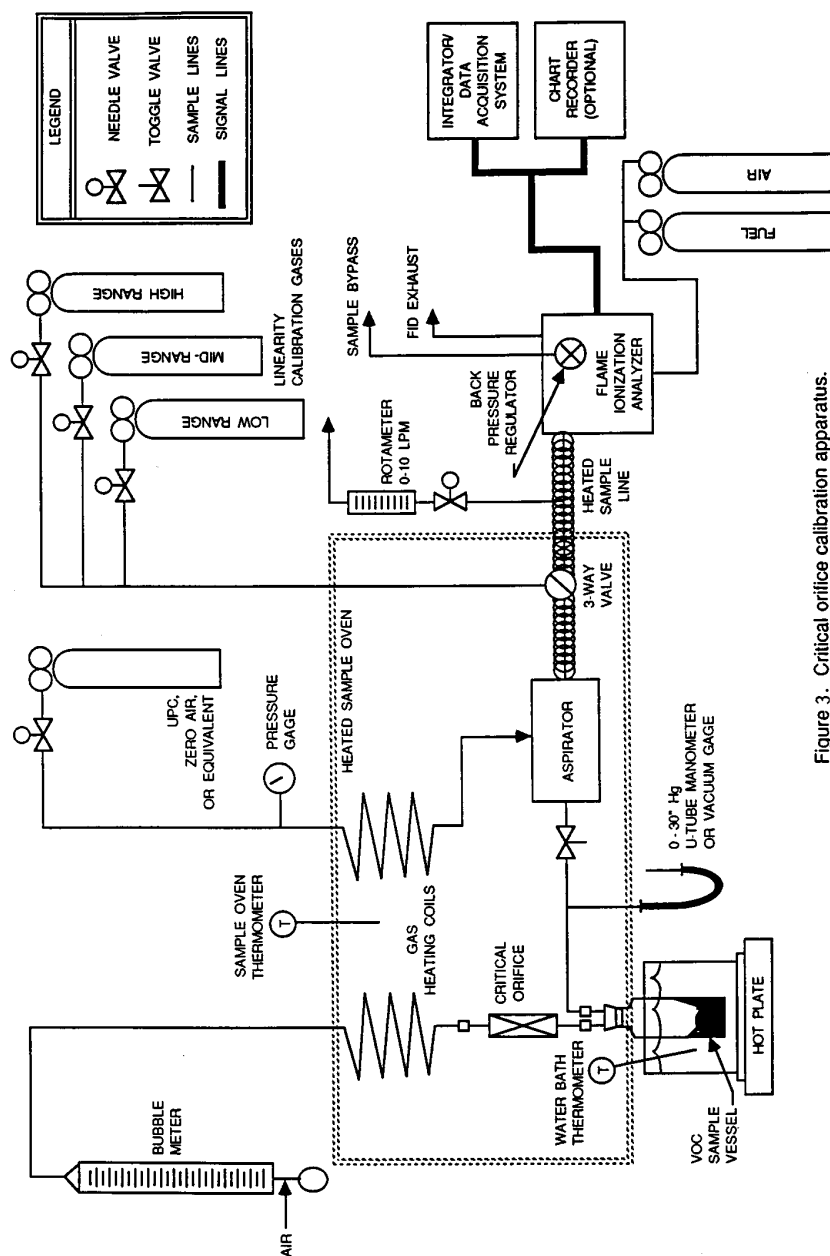 LEGEND
NEEDLE VALVE
TOGGLE VALVE
SAMPLE LINES
SIGNAL LINES
HIGH RANGE
MID-RANGE
LOW RANGE
LINEARITY
CALIBRATION GASES
UPC,
ZERO AIR,
OR EQUIVALENT
PRESSURE
GAGE
SAMPLE OVEN
THERMOMETER
T
BUBBLE
METER
AIR
HEATED SAMPLE OVEN
GAS
HEATING COILS
CRITICAL
ORIFICE
ASPIRATOR
3-WAY
VALVE
ROTAMETER
0-10 LPM
HEATED
SAMPLE
LINE
SAMPLE BYPASS
FID EXHAUST
BACK
PRESSURE
REGULATOR
FLAME
IONIZATION
ANALYZER
INTEGRATOR/
DATA
ACQUISITION
SYSTEM
CHART
RECORDER
(OPTIONAL)
FUEL
AIR
WATER BATH
THERMOMETER
T
VOC
SAMPLE
VESSEL
HOT PLATE
0 - 30" Hg
U-TUBE MANOMETER
OR VACUUM GAGE
Figure 3. Critical orifice calibration apparatus.